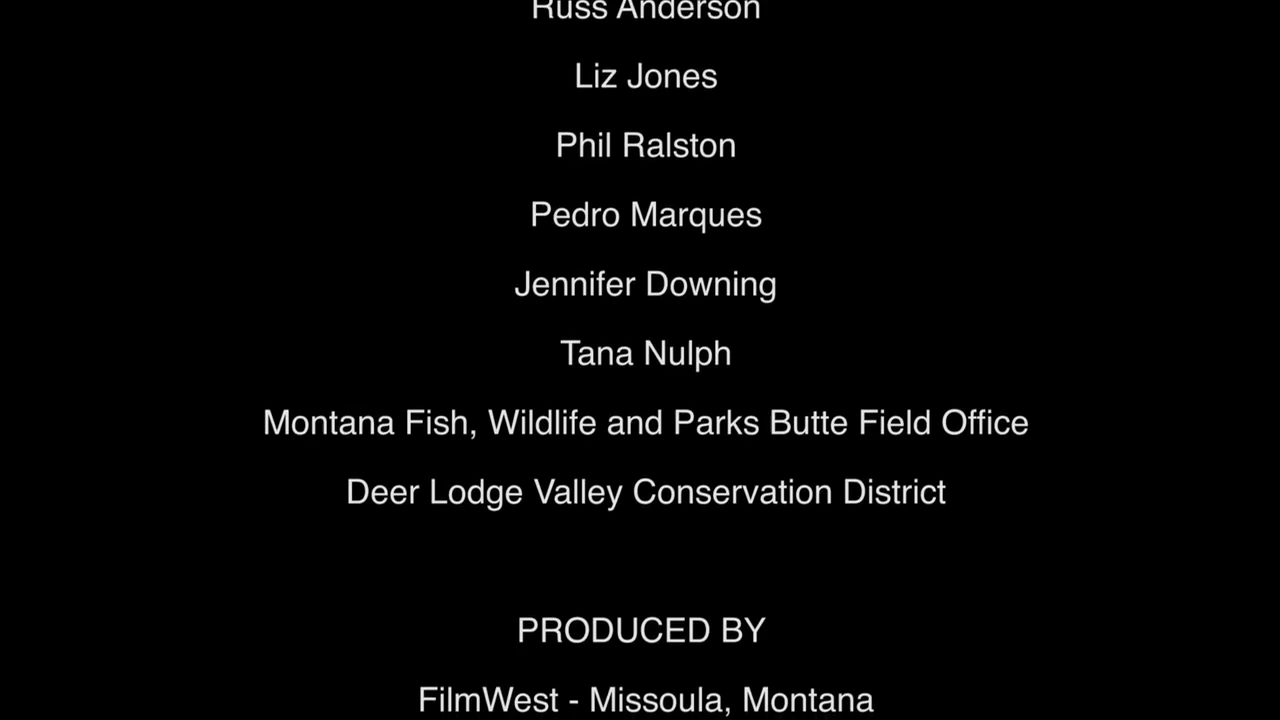 Russ Anderson
Liz Jones
Phil Ralston
Pedro Marques
Jennifer Downing
Tana Nulph
Montana Fish, Wildlife and Parks Butte Field Office
Deer Lodge Valley Conservation District
PRODUCED BY
FilmWest - Missoula, Montana